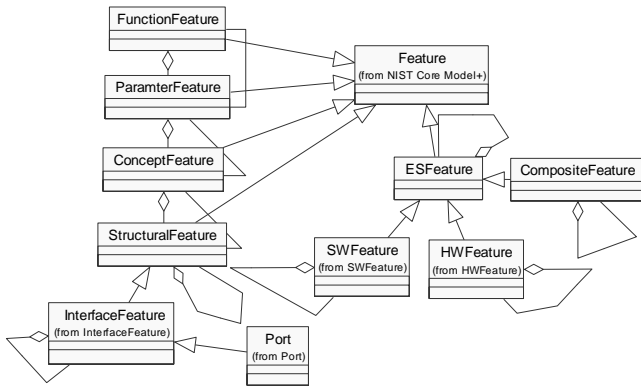 FunctionFeature
Feature
(from NIST Core Model+)
ParamterFeature
ConceptFeature
ESFeature
CompositeFeature
StructuralFeature
SWFeature
(from SWFeature)
HWFeature
(from HWFeature)
InterfaceFeature
(from InterfaceFeature)
Port
(from Port)